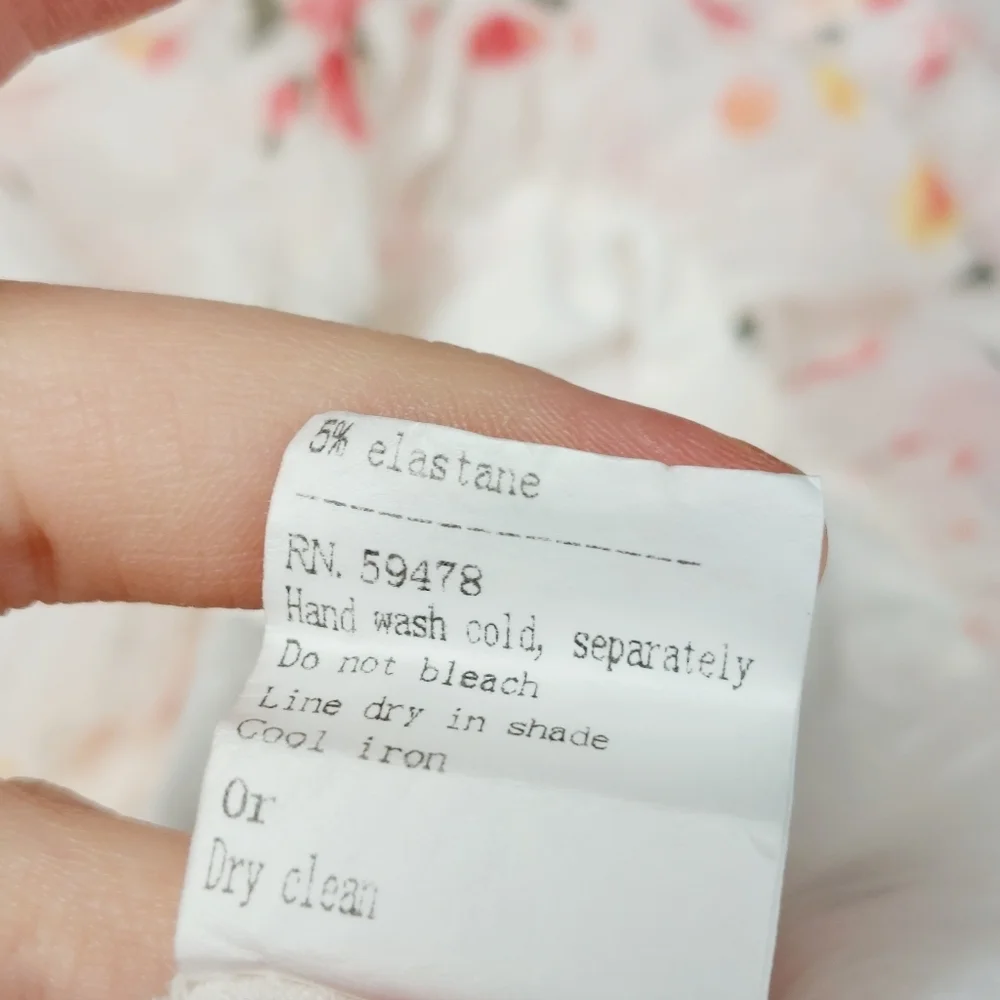 5% elastane
RN. 59478
Hand wash cold, separately
Do not bleach
Line dry in shade
Cool iron
Or
Dry clean